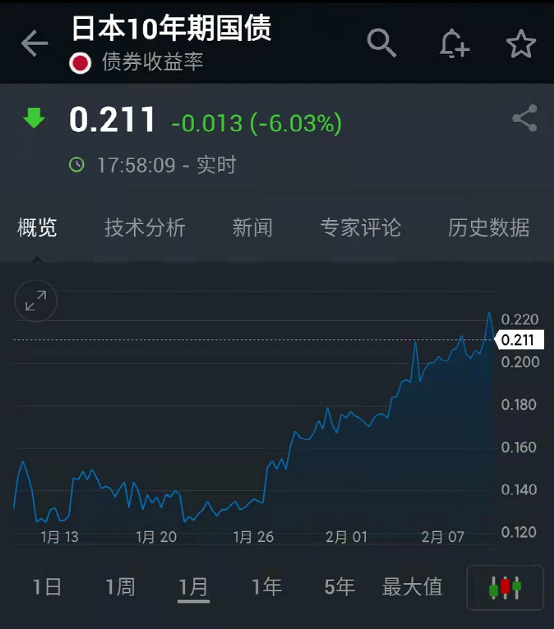 日本10年期国债
债券收益率
0.211 -0.013 (-6.03%)
17:58:09 - 实时
概览 技术分析 新闻 专家评论 历史数据
0.220
0.211
0.200
0.180
0.160
0.140
0.120
1月 13 1月 20 1月 26 2月 01 2月 07
1日 1周 1月 1年 5年 最大值